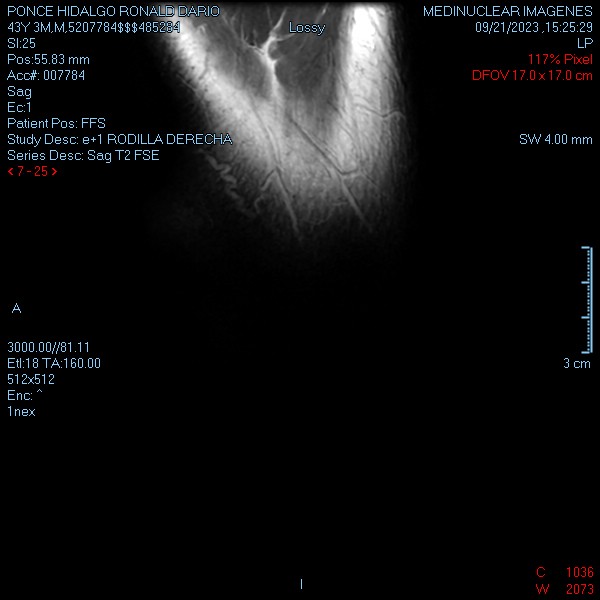 PONCE HIDALGO RONALD DARIO
MEDINUCLEAR IMAGENES
43Y 3M,M,5207784$$$485284
Lossy
09/21/2023 ,15:25:29
Sl:25
LP
Pos:55.83 mm
117% Pixel
Acc#: 007784
DFOV 17.0 x 17.0 cm
Sag
Ec:1
Patient Pos: FFS
Study Desc: e+1 RODILLA DERECHA
SW 4.00 mm
Series Desc: Sag T2 FSE
< 7 - 25 >
A
3000.00//81.11
Etl:18 TA:160.00
3 cm
512x512
Enc: ^
1nex
C 1036
I
W 2073